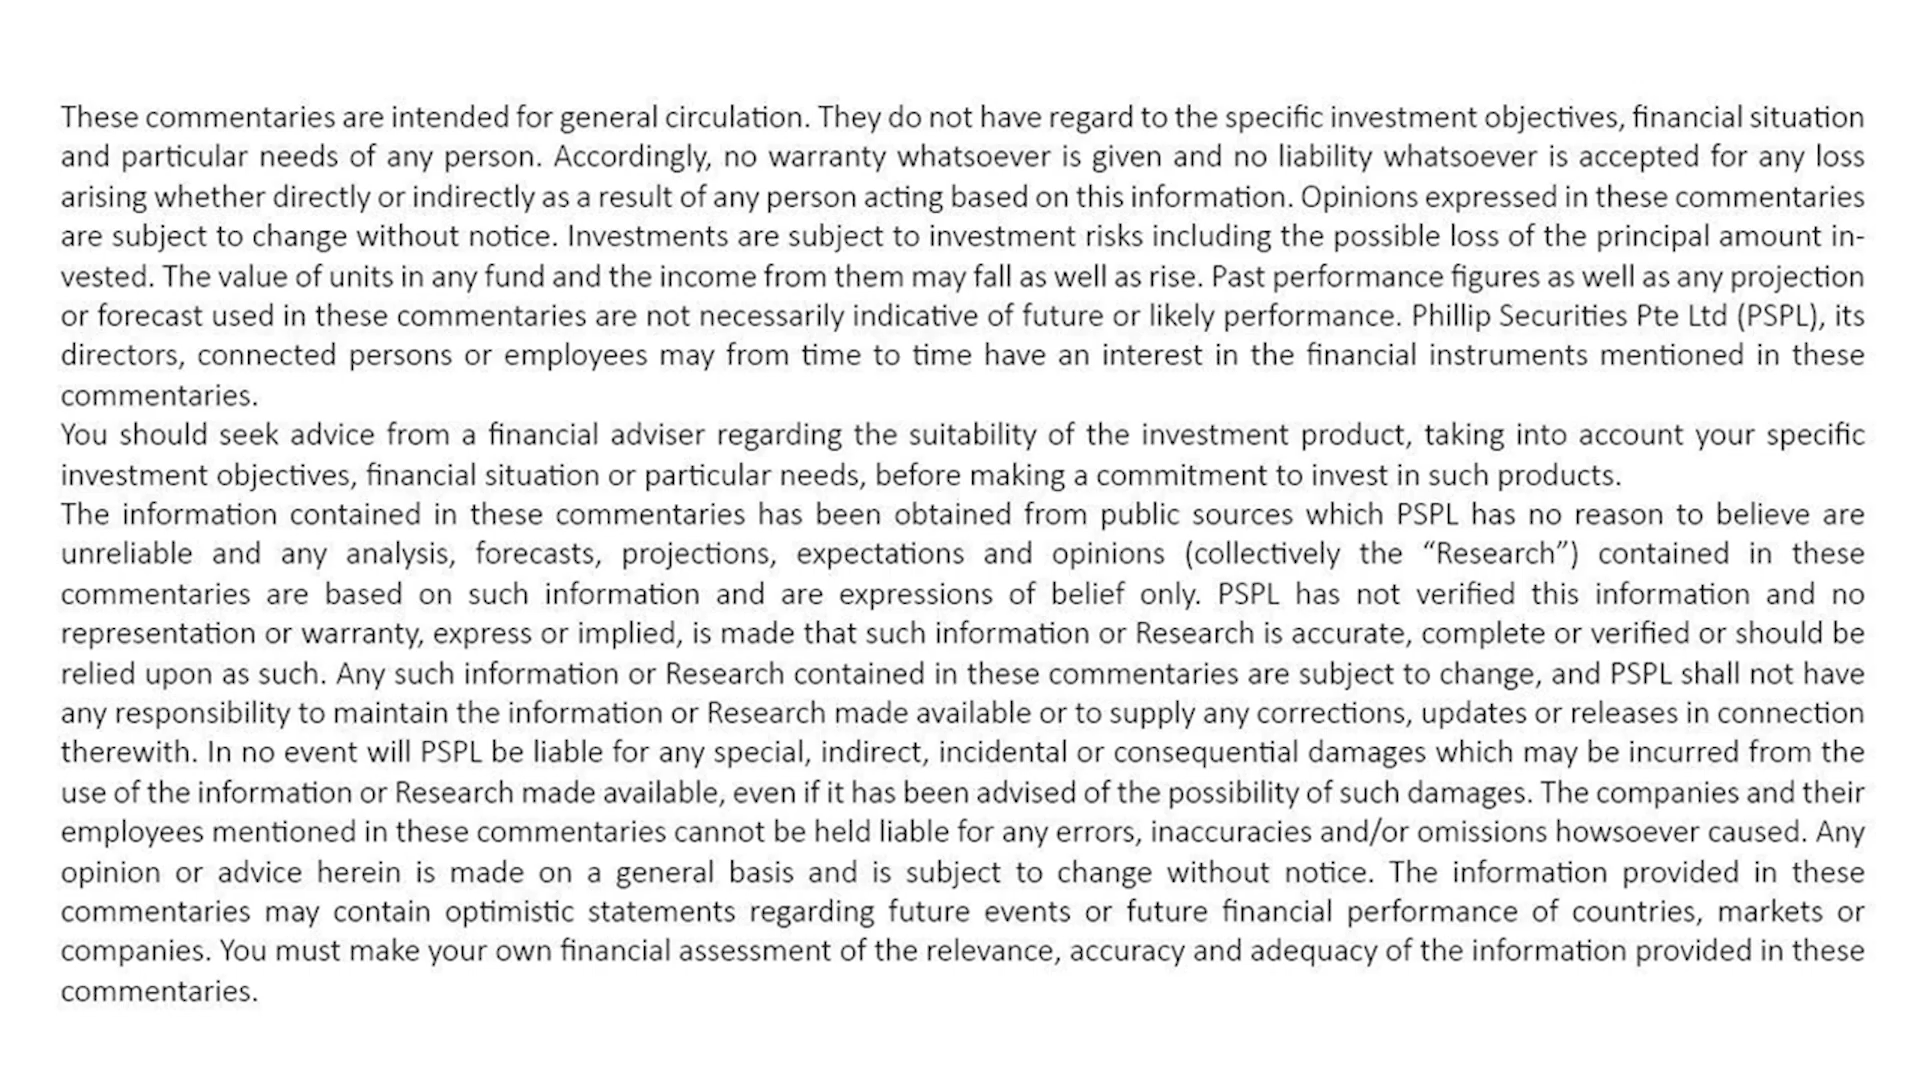 These commentaries are intended for general circulation. They do not have regard to the specific investment objectives, financial situation
and particular needs of any person. Accordingly, no warranty whatsoever is given and no liability whatsoever is accepted for any loss
arising whether directly or indirectly as a result of any person acting based on this information. Opinions expressed in these commentaries
are subject to change without notice. Investments are subject to investment risks including the possible loss of the principal amount in-
vested. The value of units in any fund and the income from them may fall as well as rise. Past performance figures as well as any projection
or forecast used in these commentaries are not necessarily indicative of future or likely performance. Phillip Securities Pte Ltd (PSPL), its
directors, connected persons or employees may from time to time have an interest in the financial instruments mentioned in these
commentaries.
You should seek advice from a financial adviser regarding the suitability of the investment product, taking into account your specific
investment objectives, financial situation or particular needs, before making a commitment to invest in such products.
The information contained in these commentaries has been obtained from public sources which PSPL has no reason to believe are
unreliable and any analysis, forecasts, projections, expectations and opinions (collectively the “Research”) contained in these
commentaries are based on such information and are expressions of belief only. PSPL has not verified this information and no
representation or warranty, express or implied, is made that such information or Research is accurate, complete or verified or should be
relied upon as such. Any such information or Research contained in these commentaries are subject to change, and PSPL shall not have
any responsibility to maintain the information or Research made available or to supply any corrections, updates or releases in connection
therewith. In no event will PSPL be liable for any special, indirect, incidental or consequential damages which may be incurred from the
use of the information or Research made available, even if it has been advised of the possibility of such damages. The companies and their
employees mentioned in these commentaries cannot be held liable for any errors, inaccuracies and/or omissions howsoever caused. Any
opinion or advice herein is made on a general basis and is subject to change without notice. The information provided in these
commentaries may contain optimistic statements regarding future events or future financial performance of countries, markets or
companies. You must make your own financial assessment of the relevance, accuracy and adequacy of the information provided in these
commentaries.